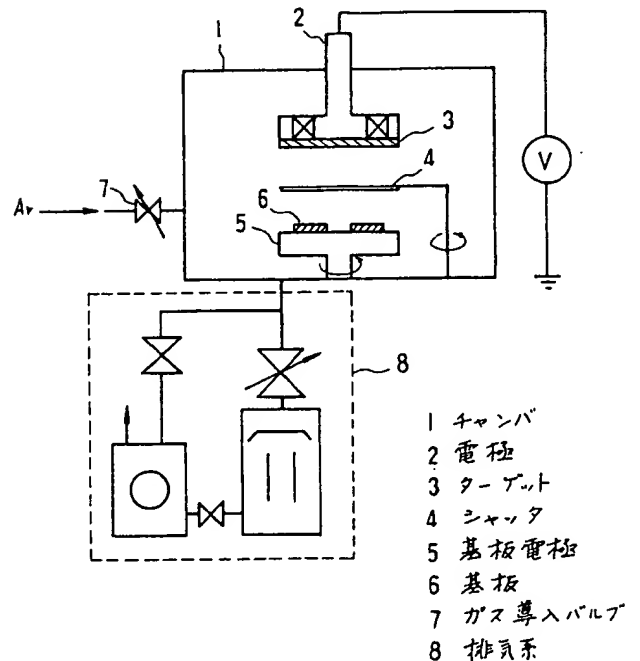 2
1
3
4
V
7
Ar
6
5
8
1 チャンバ
2 電極
3 ターゲット
4 シャッタ
5 基板電極
6 基板
7 ガス導入バルブ
8 排気系